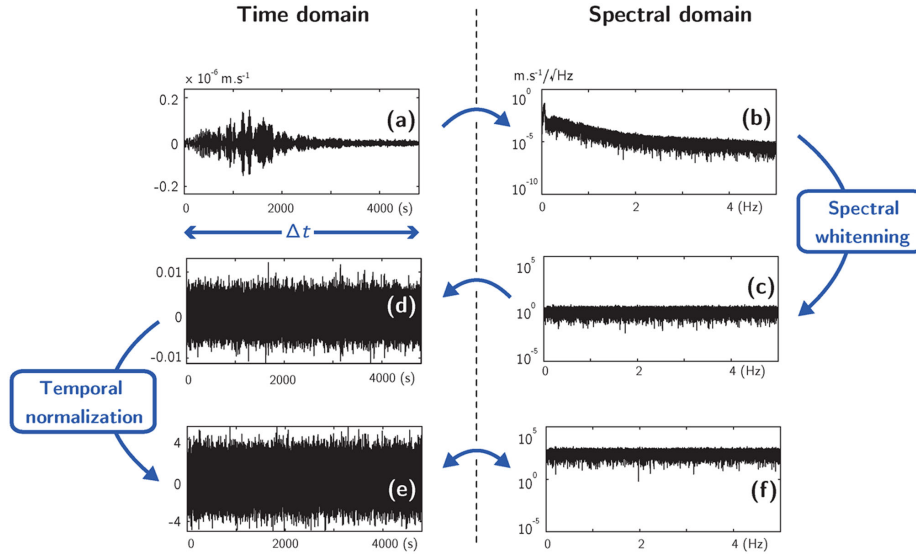 Time domain
Spectral domain
× 10⁻⁶ m.s⁻¹
0.2
0
-0.2
(a)
0
2000
4000 (s)
Δt
m.s⁻¹/√Hz
10⁰
10⁻⁵
10⁻¹⁰
(b)
0
2
4 (Hz)
Spectral
whitenning
0.01
0
-0.01
(d)
0
2000
4000 (s)
10⁵
10⁰
10⁻⁵
(c)
0
2
4 (Hz)
Temporal
normalization
4
0
-4
(e)
0
2000
4000 (s)
10⁵
10⁰
10⁻⁵
(f)
0
2
4 (Hz)